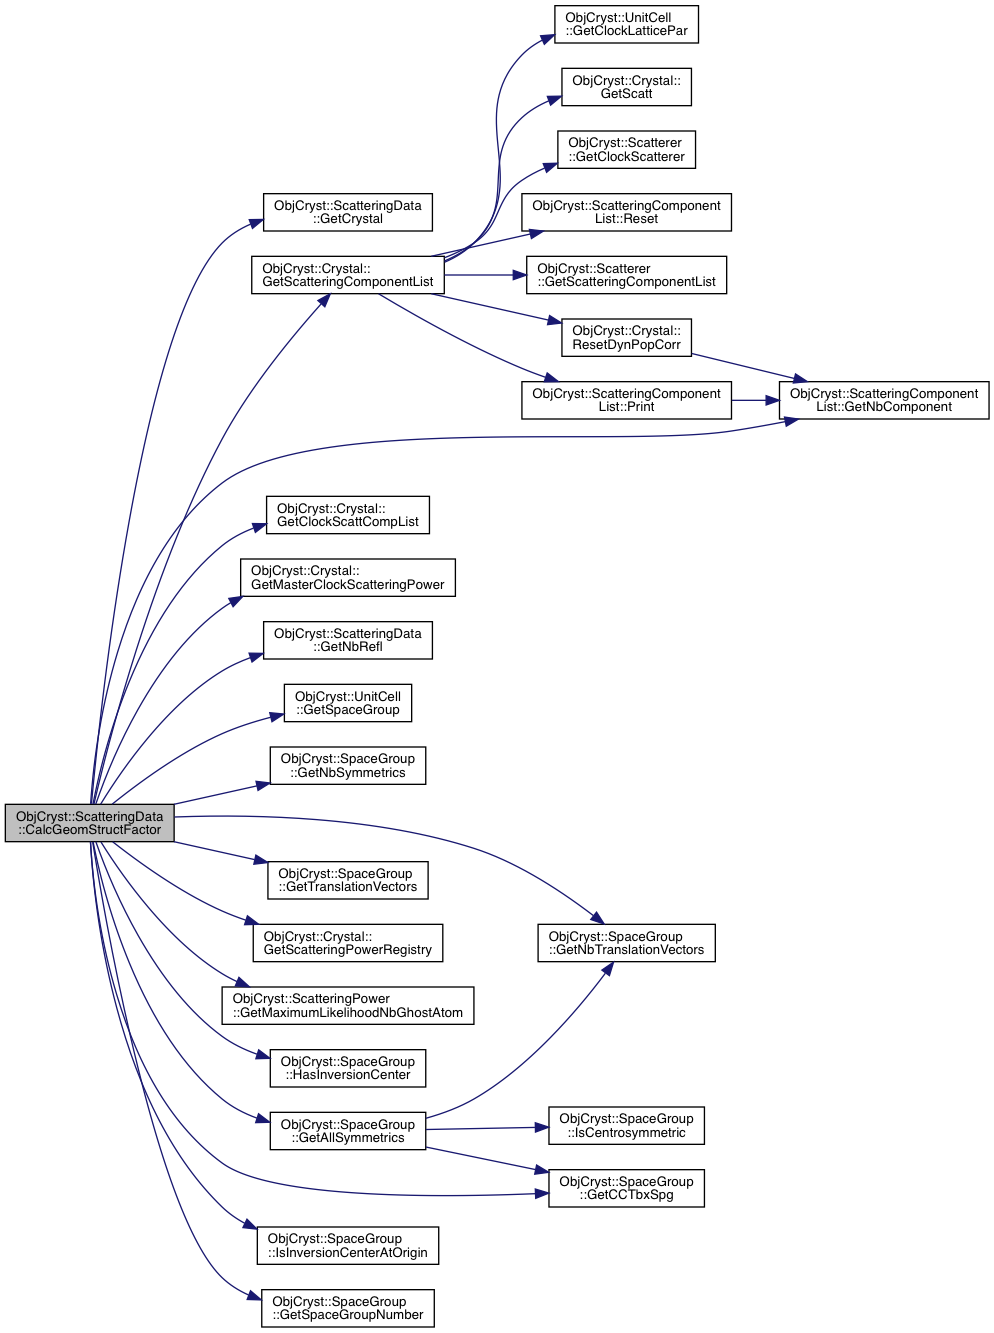 ObjCryst::UnitCell
::GetClockLatticePar
ObjCryst::Crystal::
GetScatt
ObjCryst::Scatterer
::GetClockScatterer
ObjCryst::ScatteringData
::GetCrystal
ObjCryst::ScatteringComponent
List::Reset
ObjCryst::Crystal::
GetScatteringComponentList
ObjCryst::Scatterer
::GetScatteringComponentList
ObjCryst::Crystal::
ResetDynPopCorr
ObjCryst::ScatteringComponent
List::Print
ObjCryst::ScatteringComponent
List::GetNbComponent
ObjCryst::Crystal::
GetClockScattCompList
ObjCryst::Crystal::
GetMasterClockScatteringPower
ObjCryst::ScatteringData
::GetNbRefl
ObjCryst::UnitCell
::GetSpaceGroup
ObjCryst::SpaceGroup
::GetNbSymmetrics
ObjCryst::ScatteringData
::CalcGeomStructFactor
ObjCryst::SpaceGroup
::GetTranslationVectors
ObjCryst::Crystal::
GetScatteringPowerRegistry
ObjCryst::SpaceGroup
::GetNbTranslationVectors
ObjCryst::ScatteringPower
::GetMaximumLikelihoodNbGhostAtom
ObjCryst::SpaceGroup
::HasInversionCenter
ObjCryst::SpaceGroup
::GetAllSymmetrics
ObjCryst::SpaceGroup
::IsCentrosymmetric
ObjCryst::SpaceGroup
::GetCCTbxSpg
ObjCryst::SpaceGroup
::IsInversionCenterAtOrigin
ObjCryst::SpaceGroup
::GetSpaceGroupNumber